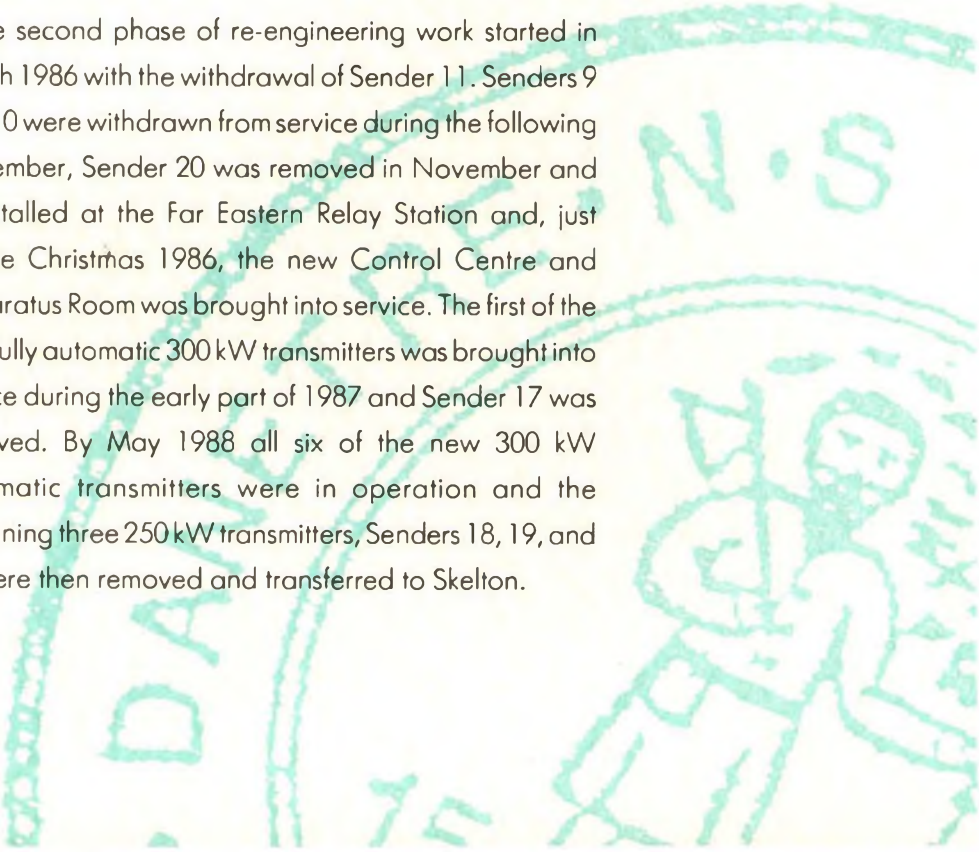 e second phase of re-engineering work started in
h 1986 with the withdrawal of Sender 11. Senders 9
0 were withdrawn from service during the following
ember, Sender 20 was removed in November and
talled at the Far Eastern Relay Station and, just
e Christmas 1986, the new Control Centre and
ratus Room was brought into service. The first of the
ully automatic 300 kW transmitters was brought into
e during the early part of 1987 and Sender 17 was
ved. By May 1988 all six of the new 300 kW
matic transmitters were in operation and the
ning three 250 kW transmitters, Senders 18, 19, and
ere then removed and transferred to Skelton.
DANETRE · N · S